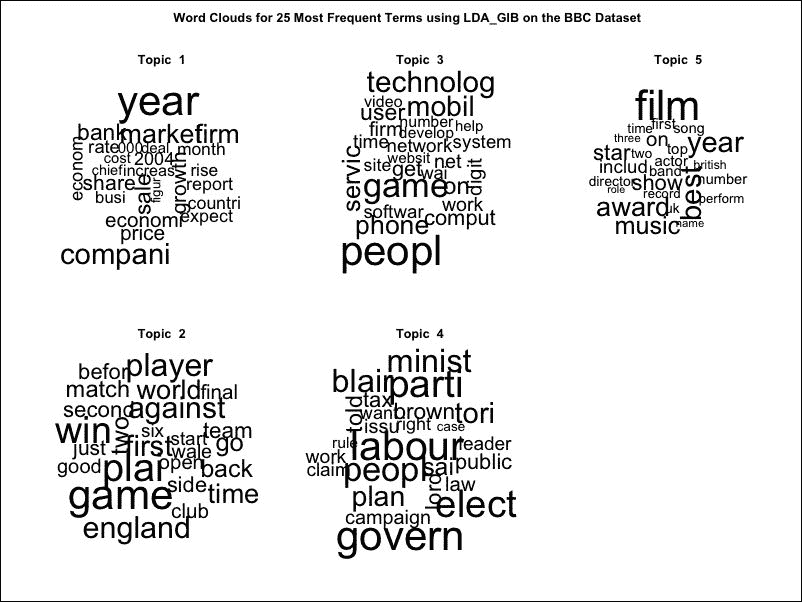 Word Clouds for 25 Most Frequent Terms using LDA_GIB on the BBC Dataset
Topic 1
year
bank market firm
rate 000 deal month
econom cost 2004
chief increas rise
share sale figur growth report
busi countri
economi expect
price
compani
Topic 3
technolog
video mobil
user number
firm develop help
time network system
servic websit
site get net digit
wai
game on
work
softwar comput
phone
peopl
Topic 5
film
first
time song
three on year
star two top
actor british
includ band
director show number
role record perform
award uk best
music name
Topic 2
befor player
match world final
second against
win two six team
first start go
just wale
good plai open back
game side time
club
england
Topic 4
minist
blair parti
tax
told want brown tori
issu right case
rule labour leader
work peopl sai public
claim
plan lord law
elect
campaign
govern